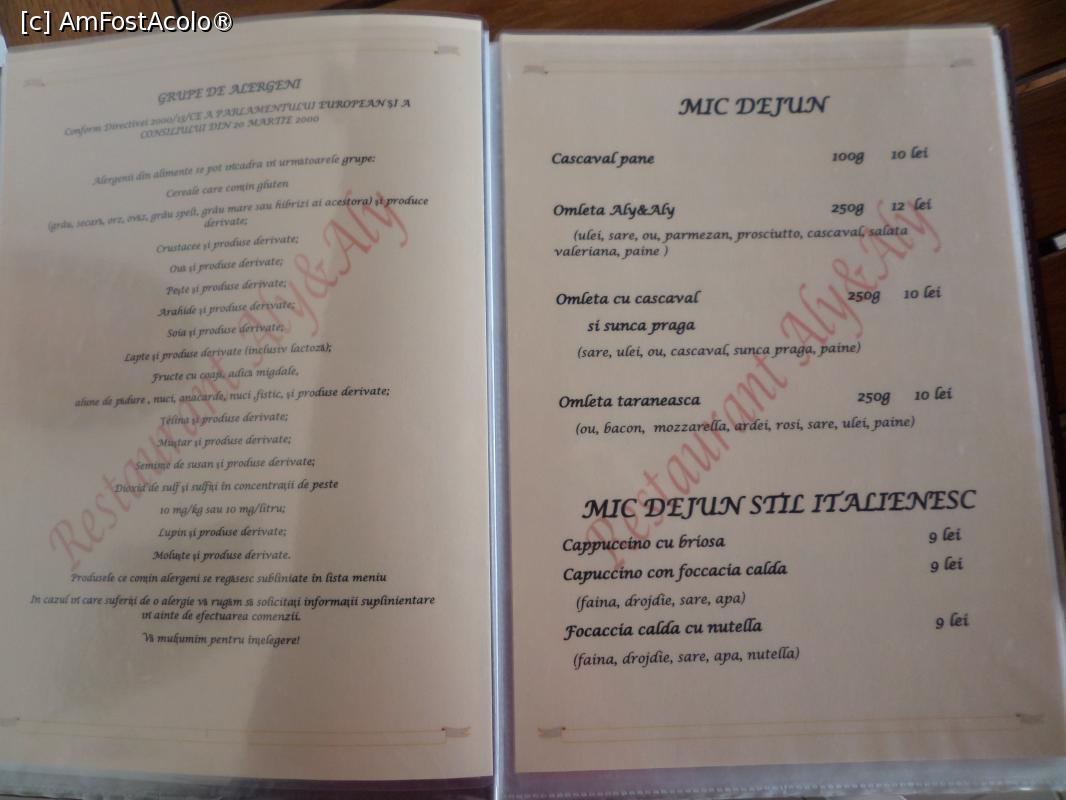 [c] AmFostAcolo®
GRUPE DE ALERGENI
Conform Directivei 2000/13/CE A PARLAMENTULUI EUROPEAN ȘI A
CONSILIULUI DIN 20 MARTIE 2000
Alergenii din alimente se pot încadra în următoarele grupe:
Cereale care conțin gluten
(grâu, secară, orz, ovăz, grâu spelt, grâu mare sau hibrizi ai acestora) și produce
derivate;
Crustacee și produse derivate;
Ouă și produse derivate;
Pește și produse derivate;
Arahide și produse derivate;
Soia și produse derivate;
Lapte și produse derivate (inclusiv lactoză);
Fructe cu coajă, adică migdale,
alune de pădure , nuci, anacarde, nuci ,fistic, și produse derivate;
Țelina și produse derivate;
Muștar și produse derivate;
Semințe de susan și produse derivate;
Dioxid de sulf și sulfiți în concentrații de peste
10 mg/kg sau 10 mg/litru;
Lupin și produse derivate;
Moluște și produse derivate.
Produsele ce conțin alergeni se regăsesc subliniate în lista meniu
În cazul în care suferiți de o alergie vă rugăm să solicitați informații suplinientare
înainte de efectuarea comenzii.
Vă mulțumim pentru înțelegere!
Restaurant Aly&Aly
MIC DEJUN
Cascaval pane 100g 10 lei
Omleta Aly&Aly 250g 12 lei
(ulei, sare, ou, parmezan, prosciutto, cascaval, salata
valeriana, paine )
Omleta cu cascaval 250g 10 lei
si sunca praga
(sare, ulei, ou, cascaval, sunca praga, paine)
Omleta taraneasca 250g 10 lei
(ou, bacon, mozzarella, ardei, rosi, sare, ulei, paine)
MIC DEJUN STIL ITALIENESC
Cappuccino cu briosa 9 lei
Capuccino con foccacia calda 9 lei
(faina, drojdie, sare, apa)
Focaccia calda cu nutella 9 lei
(faina, drojdie, sare, apa, nutella)
Restaurant Aly&Aly